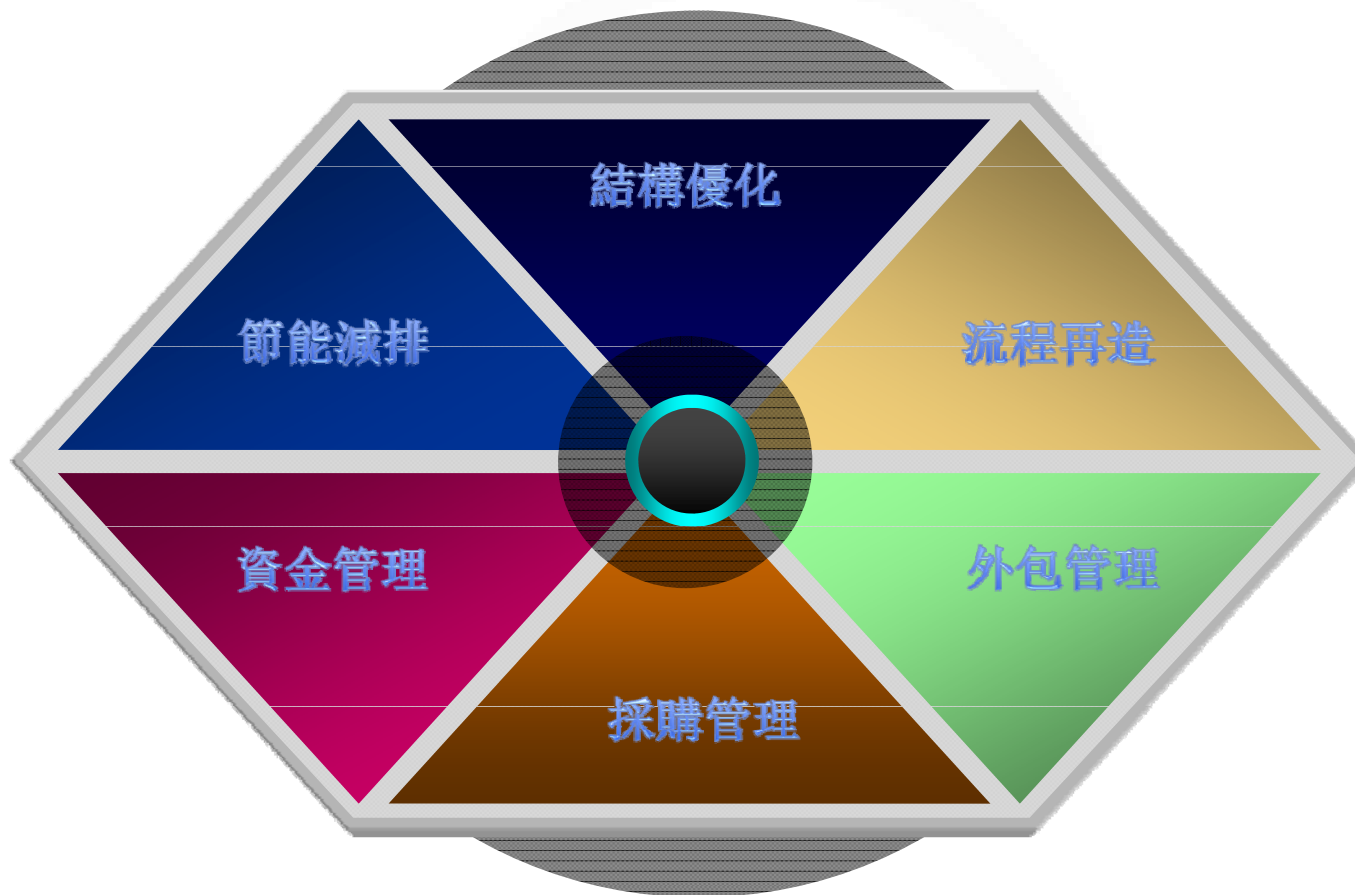 結構優化
節能減排
流程再造
資金管理
外包管理
採購管理